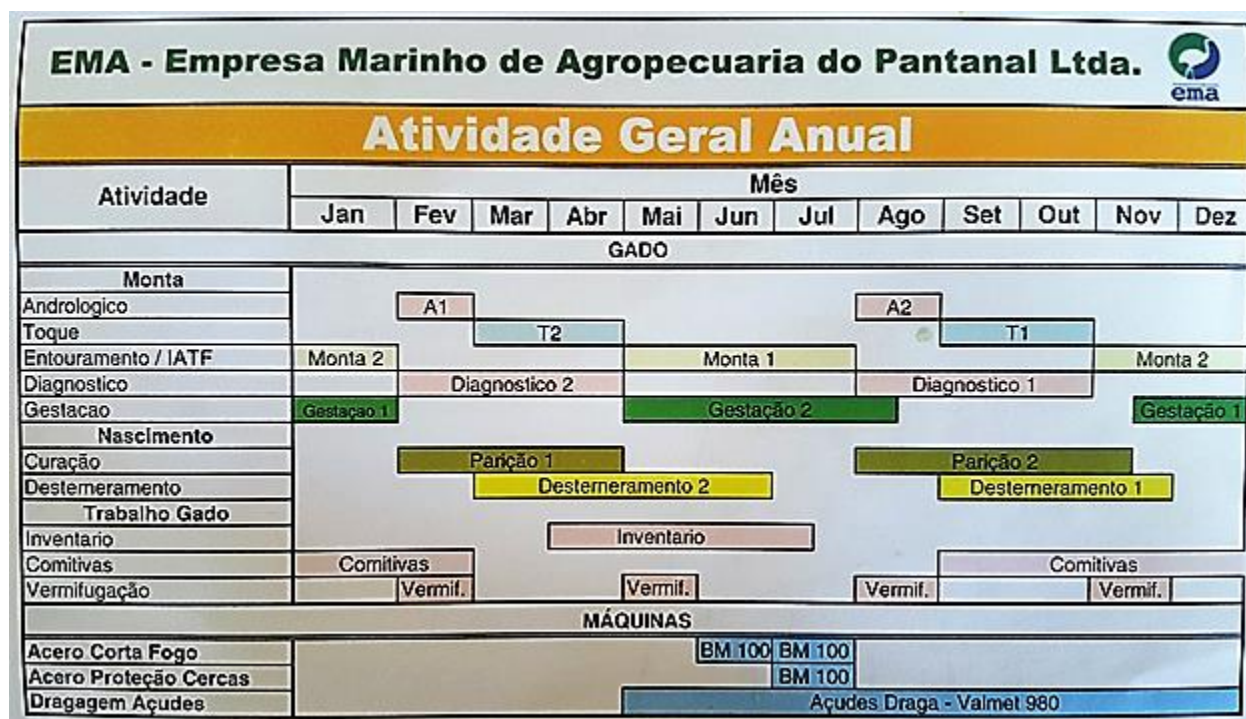 EMA - Empresa Marinho de Agropecuaria do Pantanal Ltda.
ema
Atividade Geral Anual
Atividade
Mês
Jan Fev Mar Abr Mai Jun Jul Ago Set Out Nov Dez
GADO
Monta
Andrologico A1 A2
Toque T2 T1
Entouramento / IATF Monta 2 Monta 1 Monta 2
Diagnostico Diagnostico 2 Diagnostico 1
Gestacao Gestação 1 Gestação 2 Gestação 1
Nascimento
Curação Parição 1 Parição 2
Desterneramento Desterneramento 2 Desterneramento 1
Trabalho Gado
Inventario Inventario
Comitivas Comitivas Comitivas
Vermifugação Vermif. Vermif. Vermif. Vermif.
MÁQUINAS
Acero Corta Fogo BM 100 BM 100
Acero Proteção Cercas BM 100
Dragagem Açudes Açudes Draga - Valmet 980